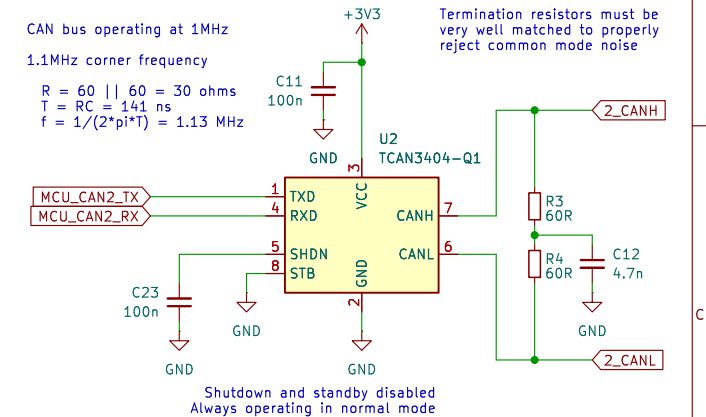 CAN bus operating at 1MHz
1.1MHz corner frequency
R = 60 || 60 = 30 ohms
T = RC = 141 ns
f = 1/(2*pi*T) = 1.13 MHz
+3V3
Termination resistors must be
very well matched to properly
reject common mode noise
C11
100n
GND
U2
TCAN3404-Q1
3
VCC
MCU_CAN2_TX
1
TXD
MCU_CAN2_RX
4
RXD
CANH
7
2_CANH
R3
60R
5
SHDN
CANL
6
8
STB
R4
60R
C12
4.7n
GND
2
C23
100n
GND
GND
GND
GND
2_CANL
C
Shutdown and standby disabled
Always operating in normal mode